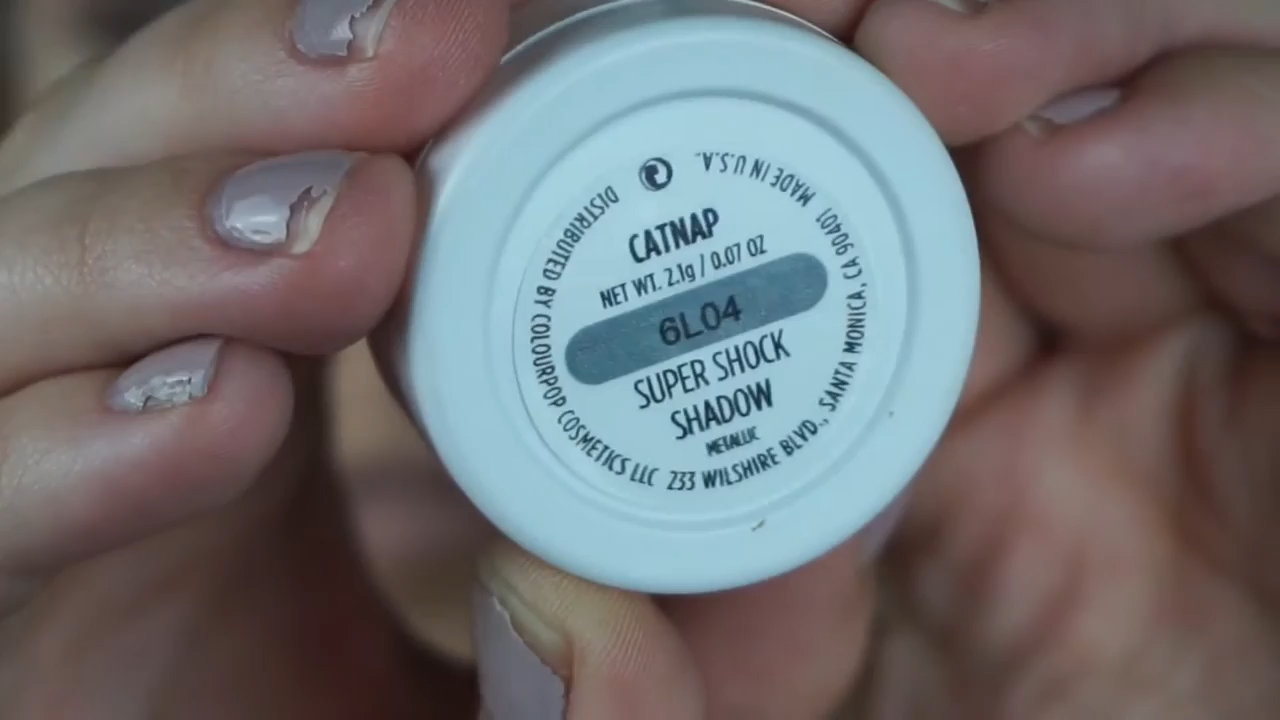 CATNAP
NET WT. 2.1g / 0.07 OZ
6L04
SUPER SHOCK
SHADOW
METALLIC
DISTRIBUTED BY COLOURPOP COSMETICS LLC 233 WILSHIRE BLVD., SANTA MONICA, CA 90401 MADE IN U.S.A.